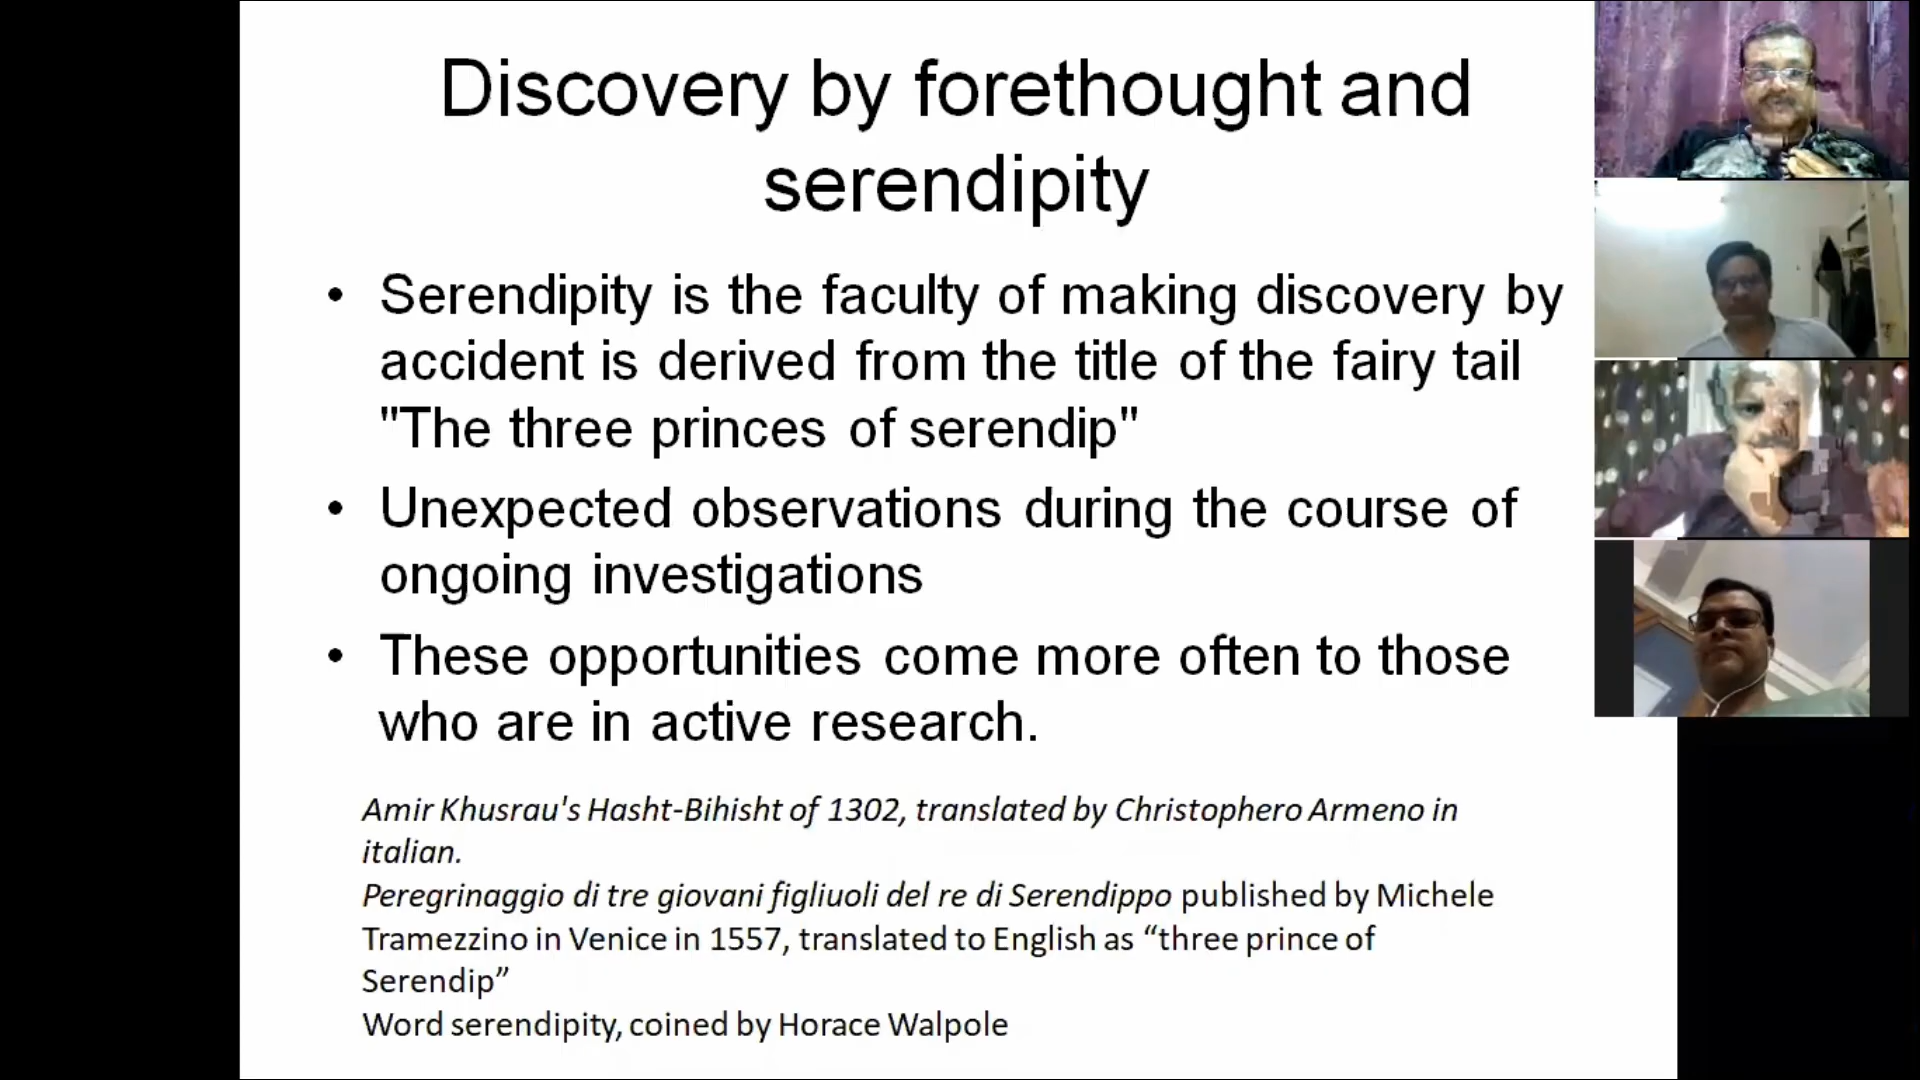 Discovery by forethought and
serendipity
• Serendipity is the faculty of making discovery by
accident is derived from the title of the fairy tail
"The three princes of serendip"
• Unexpected observations during the course of
ongoing investigations
• These opportunities come more often to those
who are in active research.
Amir Khusrau's Hasht-Bihisht of 1302, translated by Christophero Armeno in
italian.
Peregrinaggio di tre giovani figliuoli del re di Serendippo published by Michele
Tramezzino in Venice in 1557, translated to English as “three prince of
Serendip”
Word serendipity, coined by Horace Walpole